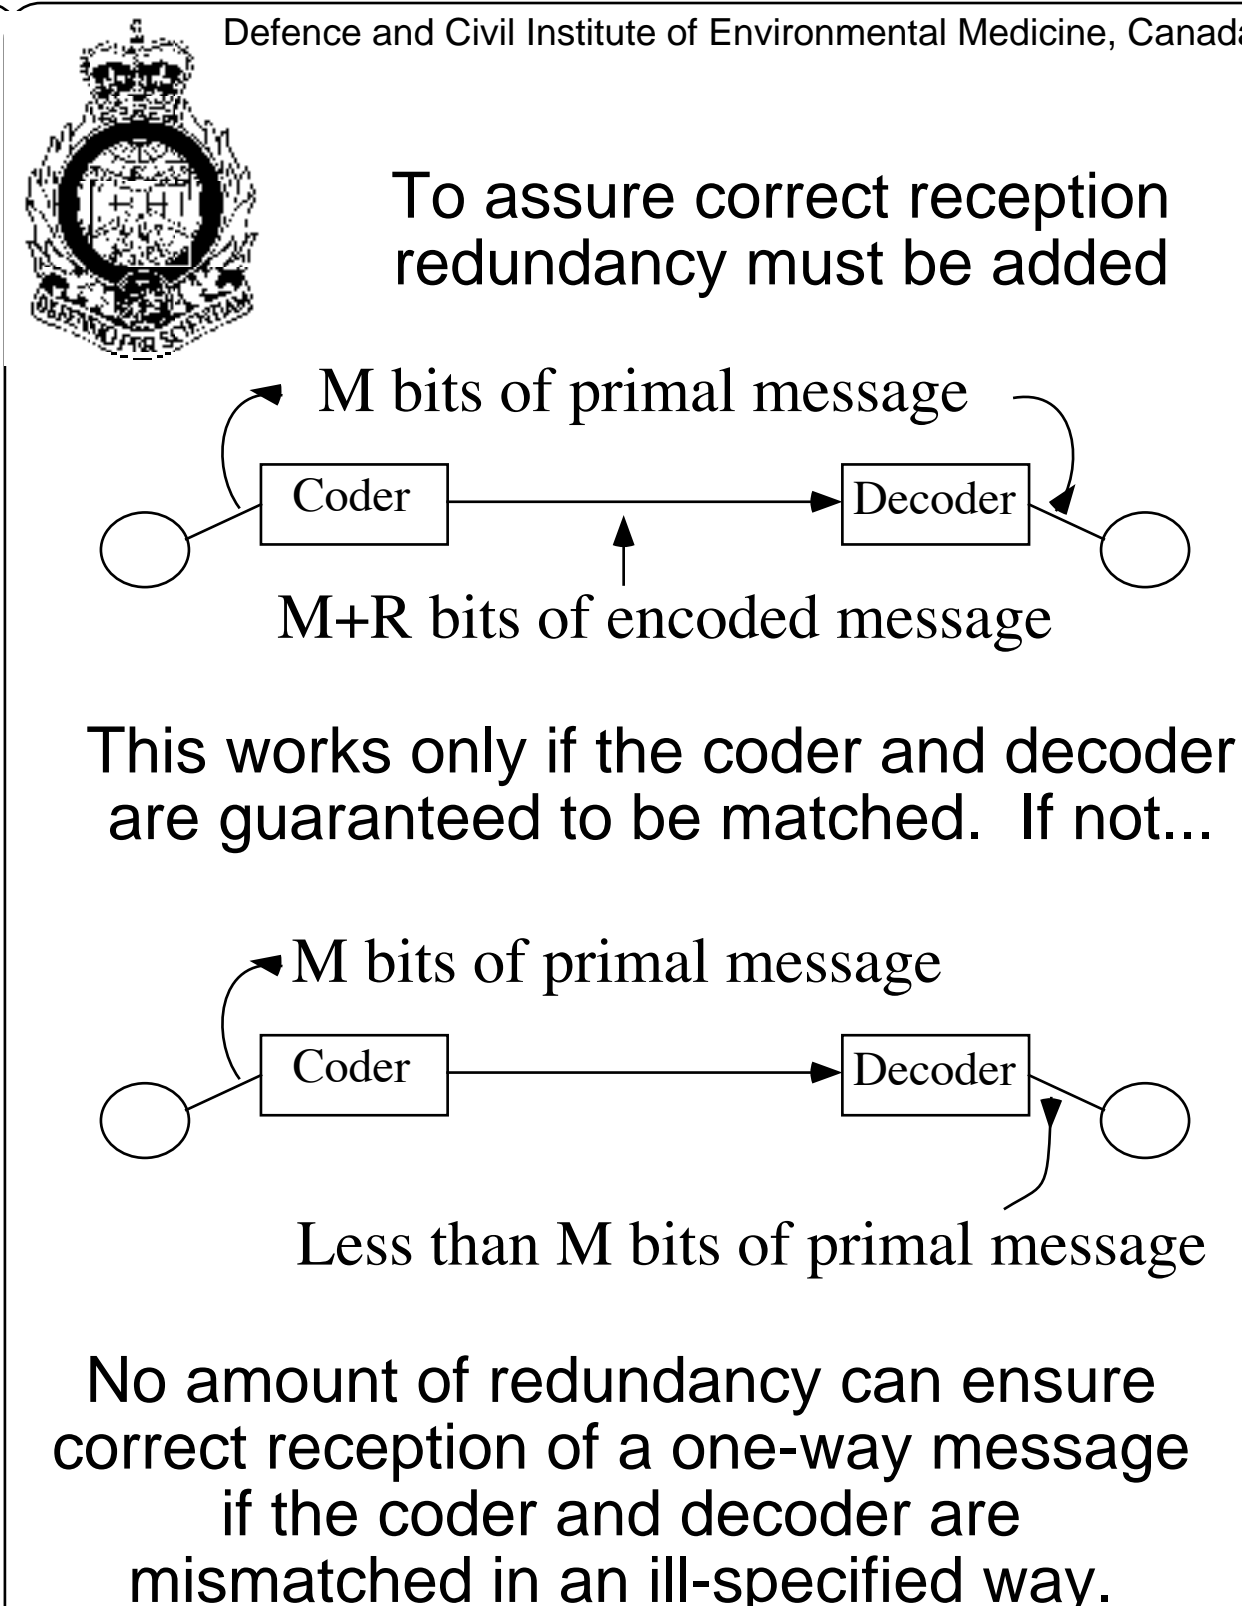 Defence and Civil Institute of Environmental Medicine, Canada
To assure correct reception
redundancy must be added
DEFENDO PER SCIENTIAM
M bits of primal message
Coder
Decoder
M+R bits of encoded message
This works only if the coder and decoder
are guaranteed to be matched. If not...
M bits of primal message
Coder
Decoder
Less than M bits of primal message
No amount of redundancy can ensure
correct reception of a one-way message
if the coder and decoder are
mismatched in an ill-specified way.